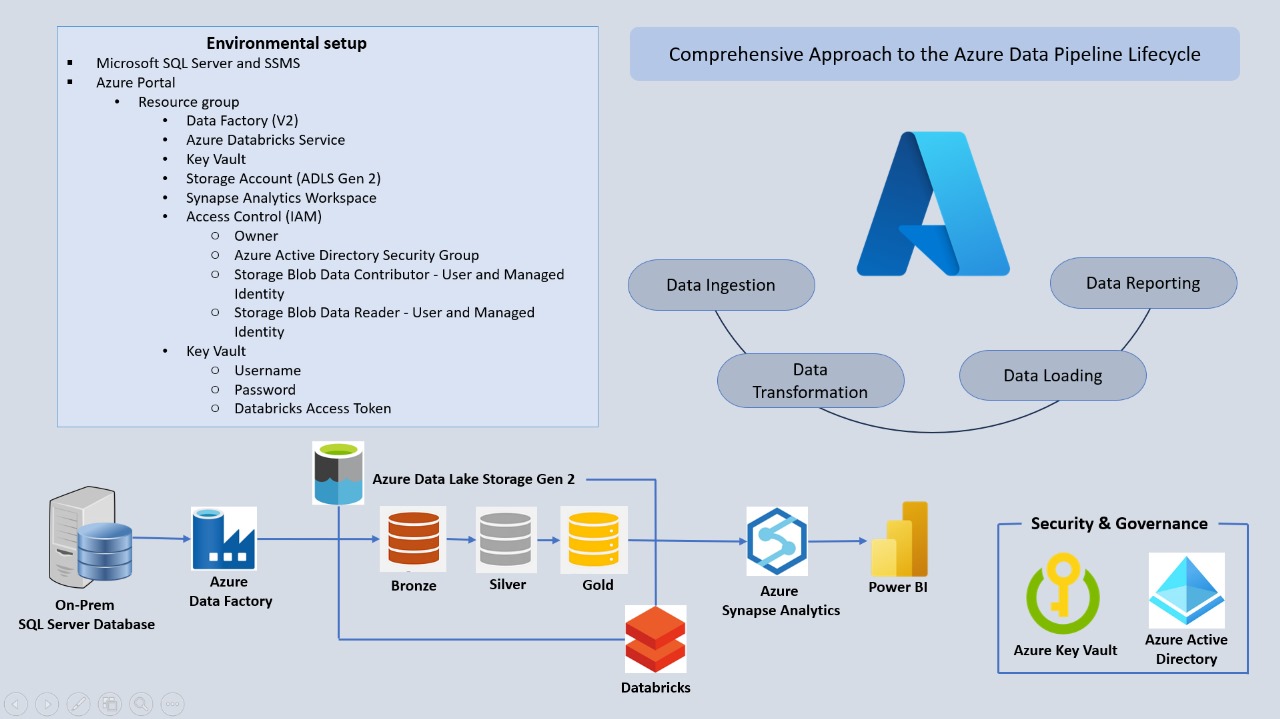 Environmental setup
▪ Microsoft SQL Server and SSMS
▪ Azure Portal
• Resource group
• Data Factory (V2)
• Azure Databricks Service
• Key Vault
• Storage Account (ADLS Gen 2)
• Synapse Analytics Workspace
• Access Control (IAM)
○ Owner
○ Azure Active Directory Security Group
○ Storage Blob Data Contributor - User and Managed
Identity
○ Storage Blob Data Reader - User and Managed
Identity
• Key Vault
○ Username
○ Password
○ Databricks Access Token
Comprehensive Approach to the Azure Data Pipeline Lifecycle
Data Ingestion
Data
Transformation
Data Loading
Data Reporting
Azure Data Lake Storage Gen 2
On-Prem
SQL Server Database
Azure
Data Factory
Bronze
Silver
Gold
Databricks
Azure
Synapse Analytics
Power BI
Security & Governance
Azure Key Vault
Azure Active
Directory